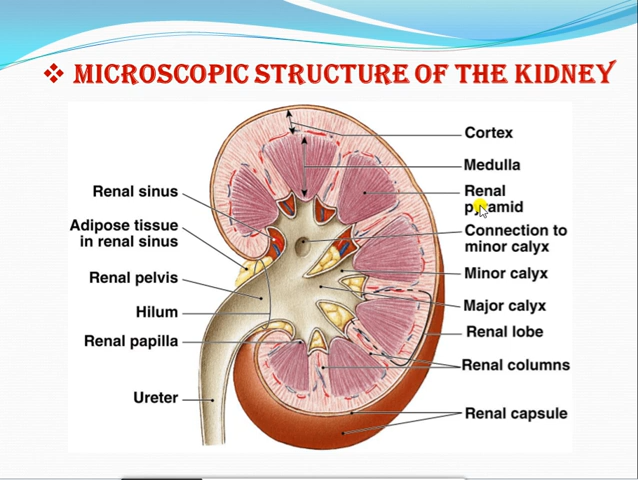 ❖ MICROSCOPIC STRUCTURE OF THE KIDNEY
Cortex
Medulla
Renal
pyramid
Connection to
minor calyx
Minor calyx
Major calyx
Renal lobe
Renal columns
Renal capsule
Renal sinus
Adipose tissue
in renal sinus
Renal pelvis
Hilum
Renal papilla
Ureter